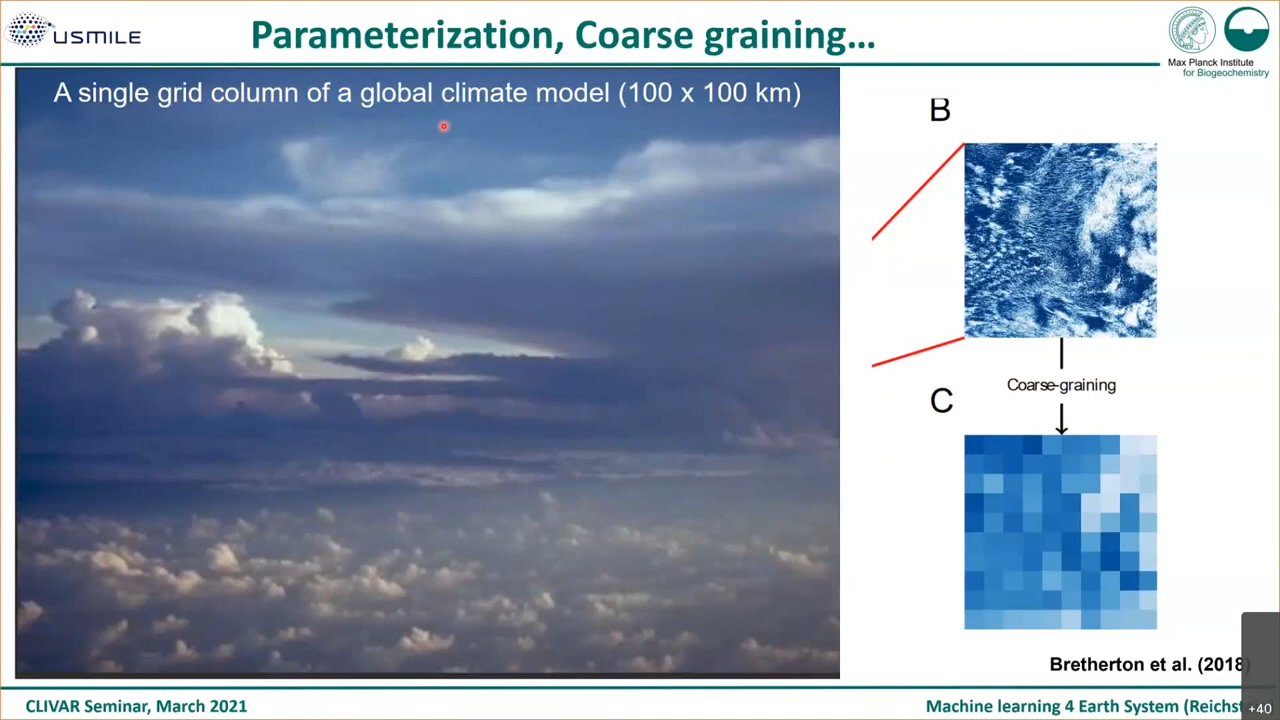 USMILE
Parameterization, Coarse graining...
Max Planck Institute
for Biogeochemistry
A single grid column of a global climate model (100 x 100 km)
B
Coarse-graining
C
Bretherton et al. (2018)
CLIVAR Seminar, March 2021
Machine learning 4 Earth System
+40